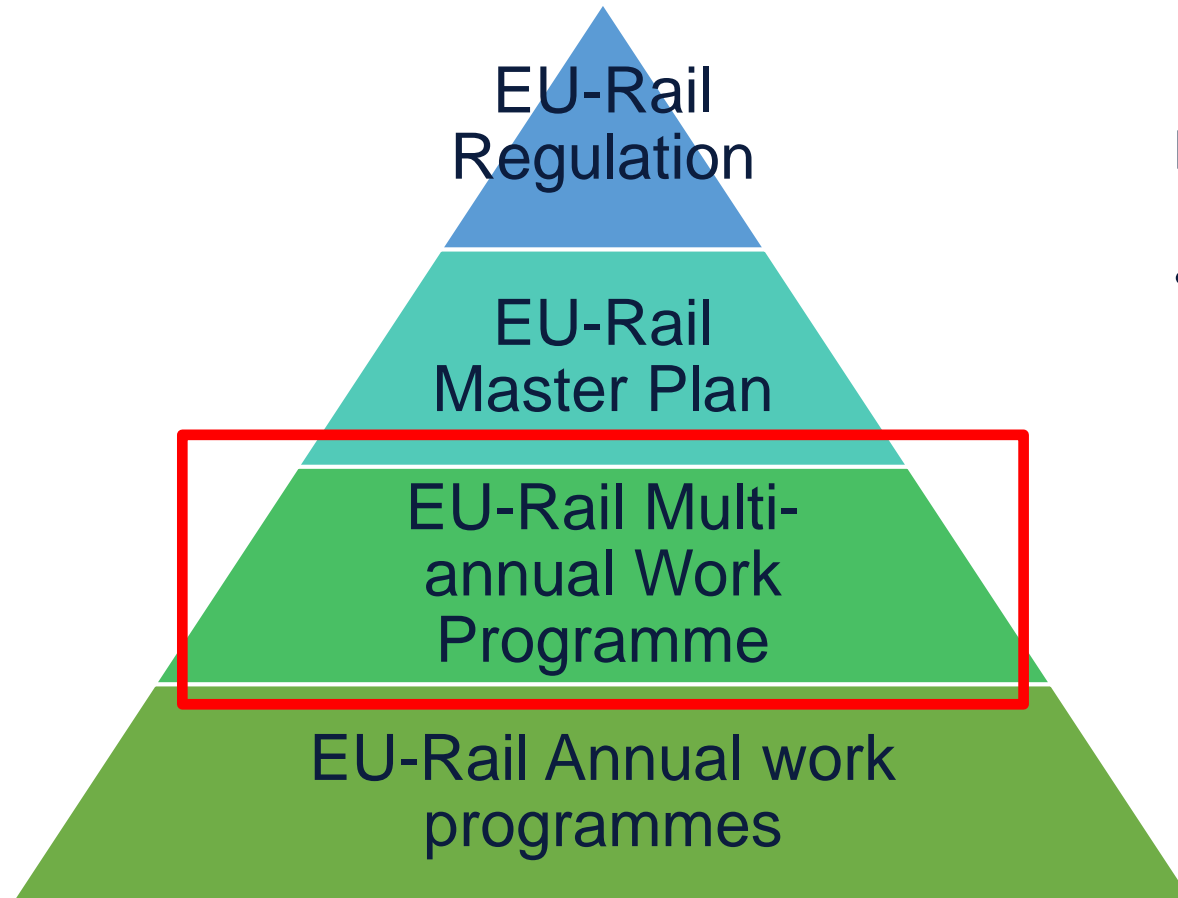 EU-Rail
Regulation
EU-Rail
Master Plan
EU-Rail Multi-
annual Work
Programme
EU-Rail Annual work
programmes